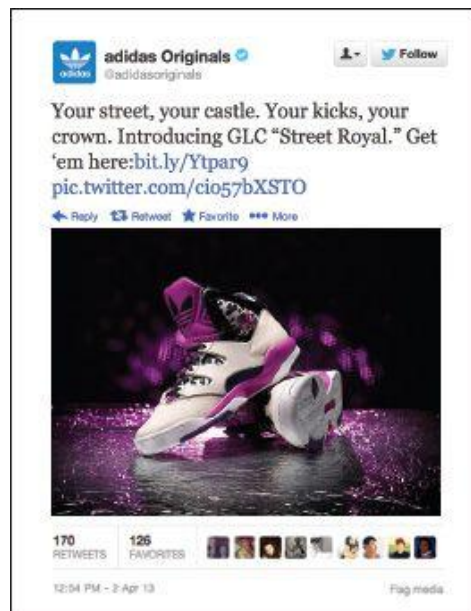 adidas Originals
Follow
adidas
@adidasoriginals
Your street, your castle. Your kicks, your
crown. Introducing GLC “Street Royal.” Get
‘em here:bit.ly/Ytpar9
pic.twitter.com/cio57bXSTO
Reply Retweet Favorite More
170 126
RETWEETS FAVORITES
12:54 PM - 2 Apr 13 Flag media